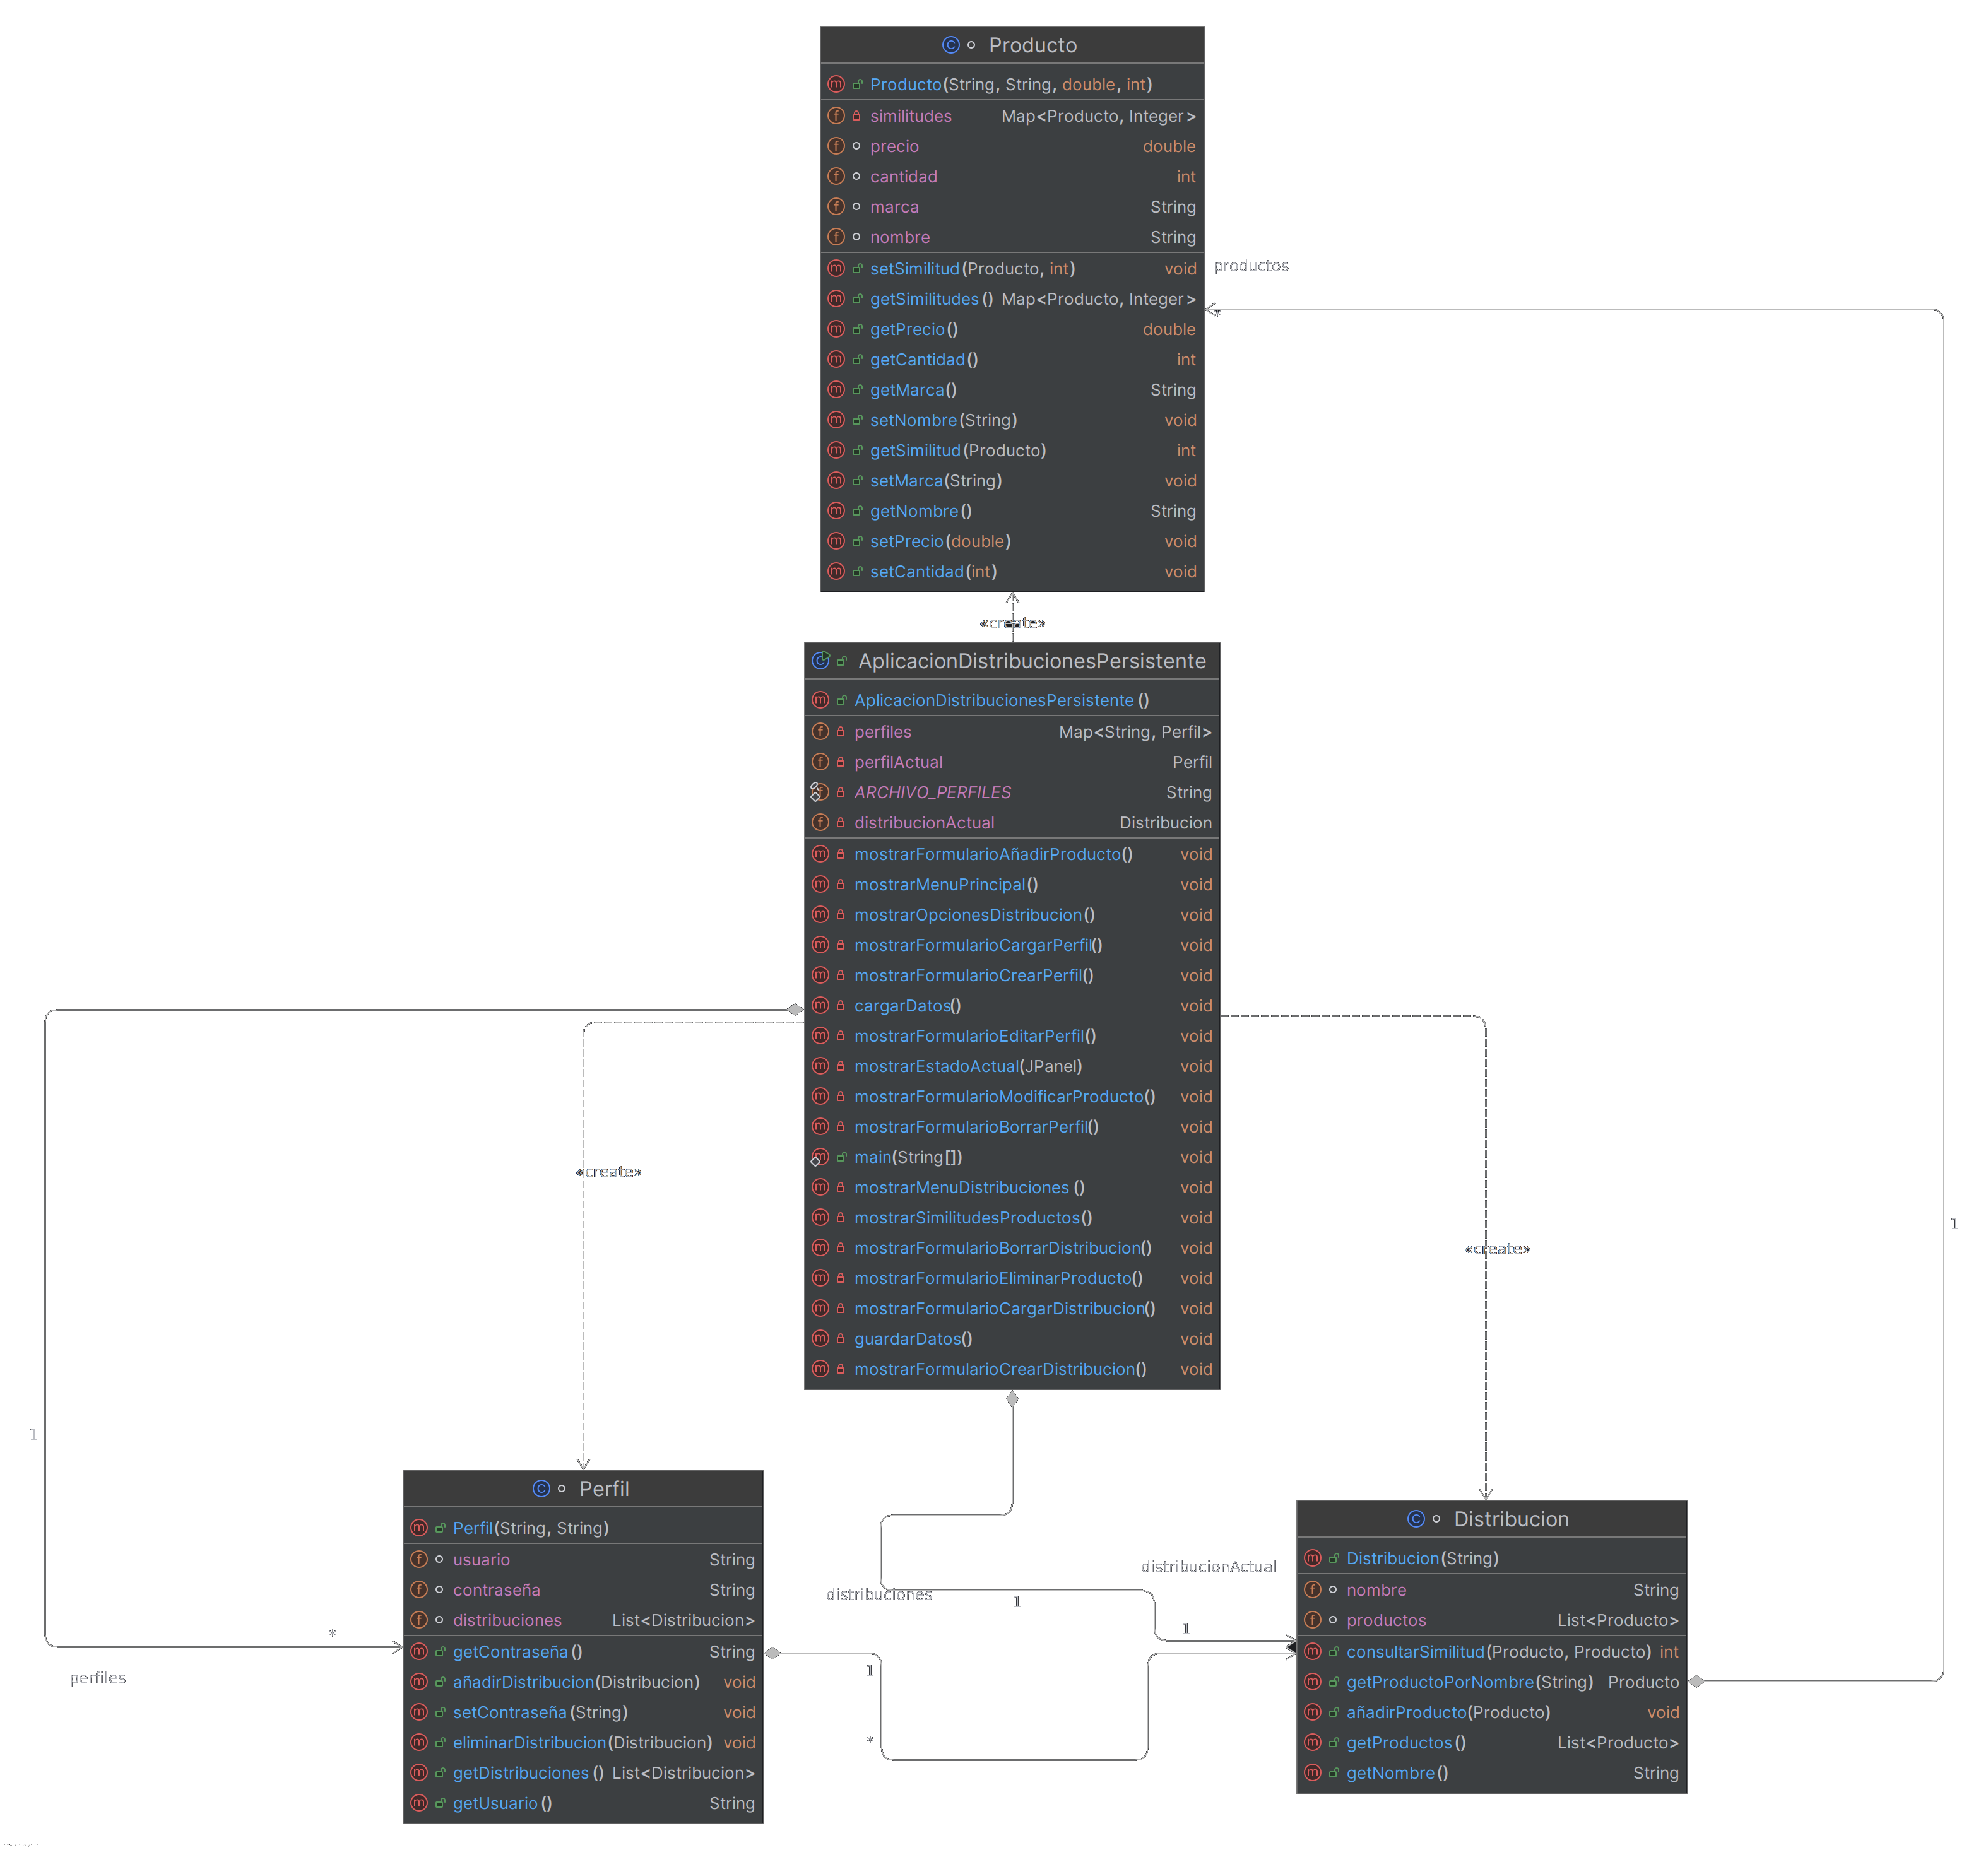 Producto
Producto(String, String, double, int)
similitudes Map<Producto, Integer>
precio double
cantidad int
marca String
nombre String
setSimilitud(Producto, int) void
getSimilitudes() Map<Producto, Integer>
getPrecio() double
getCantidad() int
getMarca() String
setNombre(String) void
getSimilitud(Producto) int
setMarca(String) void
getNombre() String
setPrecio(double) void
setCantidad(int) void
productos
*
«create»
AplicacionDistribucionesPersistente
AplicacionDistribucionesPersistente()
perfiles Map<String, Perfil>
perfilActual Perfil
ARCHIVO_PERFILES String
distribucionActual Distribucion
mostrarFormularioAñadirProducto() void
mostrarMenuPrincipal() void
mostrarOpcionesDistribucion() void
mostrarFormularioCargarPerfil() void
mostrarFormularioCrearPerfil() void
cargarDatos() void
mostrarFormularioEditarPerfil() void
mostrarEstadoActual(JPanel) void
mostrarFormularioModificarProducto() void
mostrarFormularioBorrarPerfil() void
main(String[]) void
mostrarMenuDistribuciones() void
mostrarSimilitudesProductos() void
mostrarFormularioBorrarDistribucion() void
mostrarFormularioEliminarProducto() void
mostrarFormularioCargarDistribucion() void
guardarDatos() void
mostrarFormularioCrearDistribucion() void
«create»
1
«create»
1
Perfil
Perfil(String, String)
usuario String
contraseña String
distribuciones List<Distribucion>
getContraseña() String
añadirDistribucion(Distribucion) void
setContraseña(String) void
eliminarDistribucion(Distribucion) void
getDistribuciones() List<Distribucion>
getUsuario() String
*
perfiles
distribuciones
1
distribucionActual
1
1
*
Distribucion
Distribucion(String)
nombre String
productos List<Producto>
consultarSimilitud(Producto, Producto) int
getProductoPorNombre(String) Producto
añadirProducto(Producto) void
getProductos() List<Producto>
getNombre() String